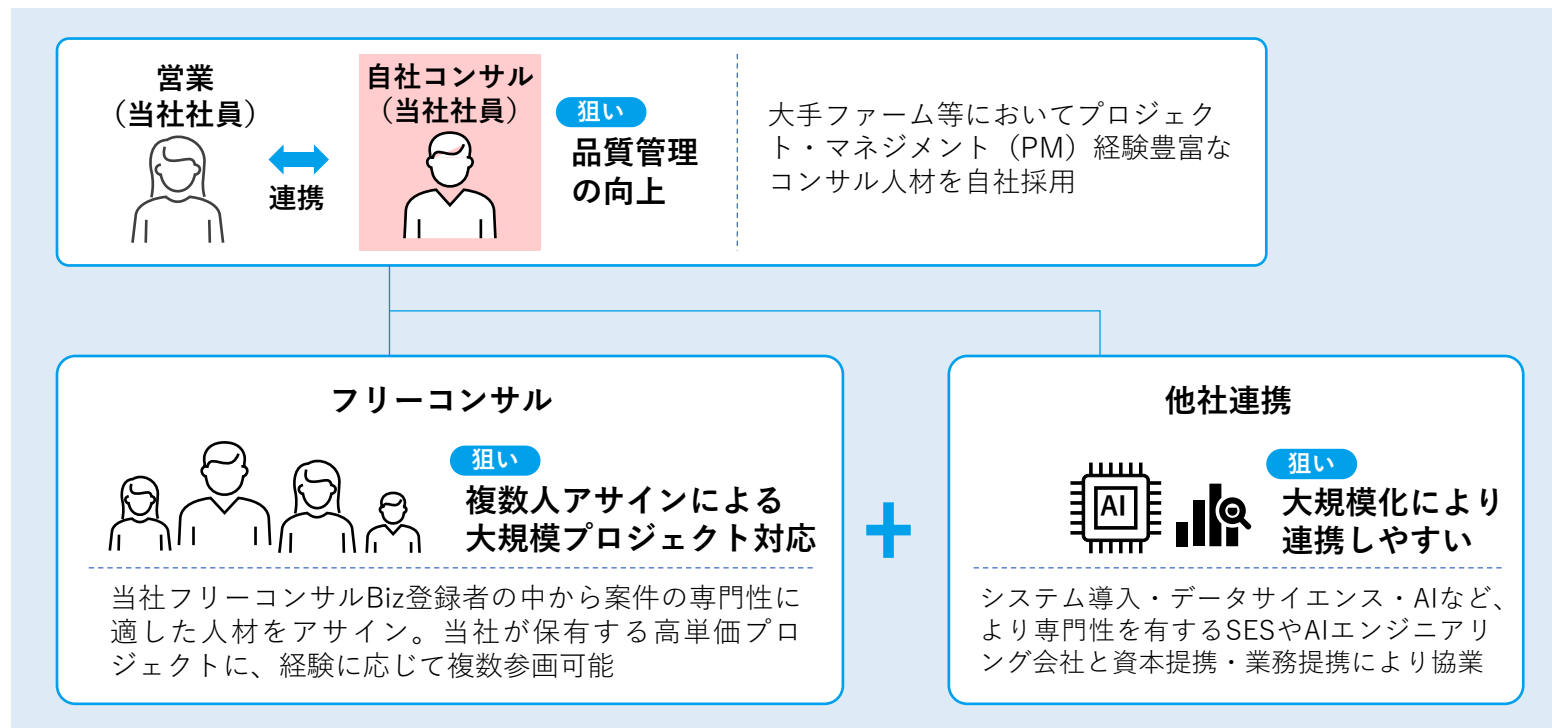 営業
（当社社員）
連携
自社コンサル
（当社社員）
狙い
品質管理
の向上
大手ファーム等においてプロジェク
ト・マネジメント（PM）経験豊富な
コンサル人材を自社採用
フリーコンサル
狙い
複数人アサインによる
大規模プロジェクト対応
当社フリーコンサルBiz登録者の中から案件の専門性に
適した人材をアサイン。当社が保有する高単価プロ
ジェクトに、経験に応じて複数参画可能
他社連携
AI
狙い
大規模化により
連携しやすい
システム導入・データサイエンス・AIなど、
より専門性を有するSESやAIエンジニアリ
ング会社と資本提携・業務提携により協業